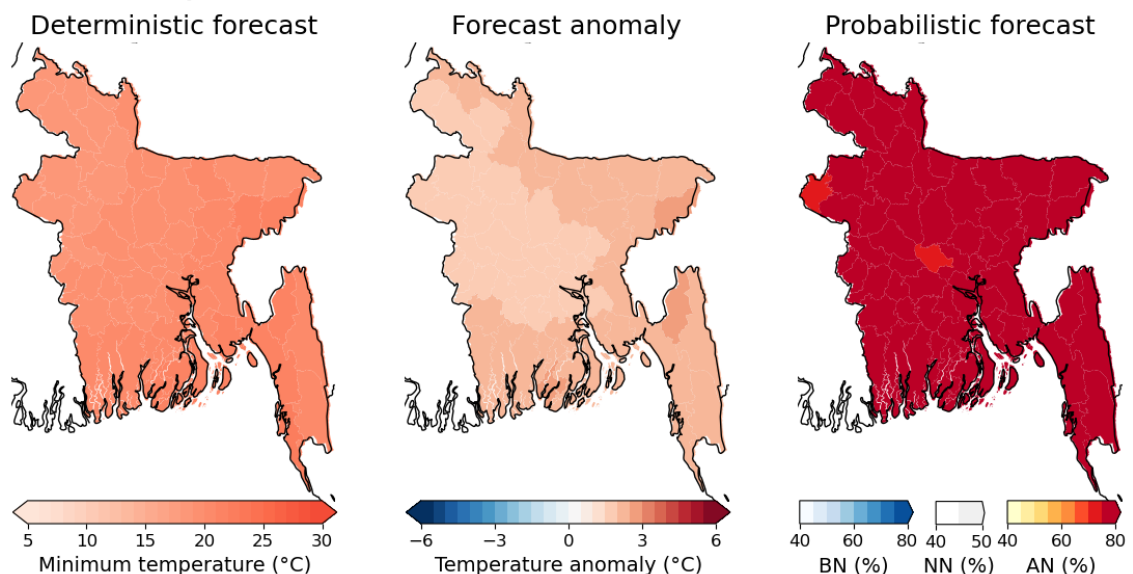 Deterministic forecast
Forecast anomaly
Probabilistic forecast
5 10 15 20 25 30
Minimum temperature (°C)
−6 −3 0 3 6
Temperature anomaly (°C)
40 60 80
BN (%)
40 50
NN (%)
40 60 80
AN (%)